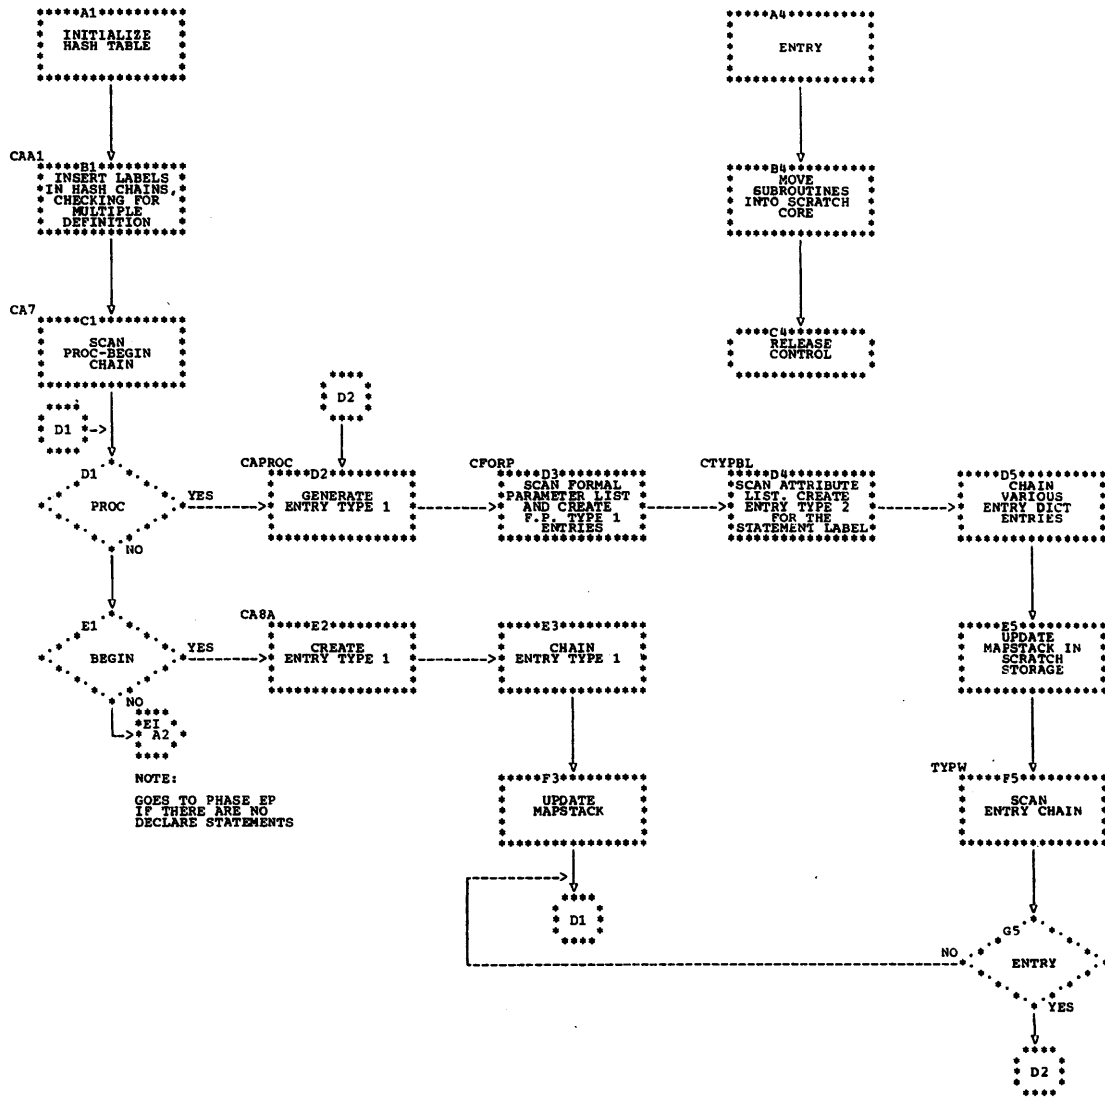 A1
INITIALIZE
HASH TABLE
A4
ENTRY
CAA1
B1
INSERT LABELS
IN HASH CHAINS,
CHECKING FOR
MULTIPLE
DEFINITION
B4
MOVE
SUBROUTINES
INTO SCRATCH
CORE
CA7
C1
SCAN
PROC-BEGIN
CHAIN
C4
RELEASE
CONTROL
D1
D2
D1
PROC
YES
NO
CAPROC
D2
GENERATE
ENTRY TYPE 1
CFORP
D3
SCAN FORMAL
PARAMETER LIST
AND CREATE
F.P. TYPE 1
ENTRIES
CTYPBL
D4
SCAN ATTRIBUTE
LIST. CREATE
ENTRY TYPE 2
FOR THE
STATEMENT LABEL
D5
CHAIN
VARIOUS
ENTRY DICT
ENTRIES
E1
BEGIN
YES
NO
CA8A
E2
CREATE
ENTRY TYPE 1
E3
CHAIN
ENTRY TYPE 1
E5
UPDATE
MAPSTACK IN
SCRATCH
STORAGE
EI
A2
NOTE:
GOES TO PHASE EP
IF THERE ARE NO
DECLARE STATEMENTS
F3
UPDATE
MAPSTACK
TYPW
F5
SCAN
ENTRY CHAIN
D1
G5
ENTRY
NO
YES
D2